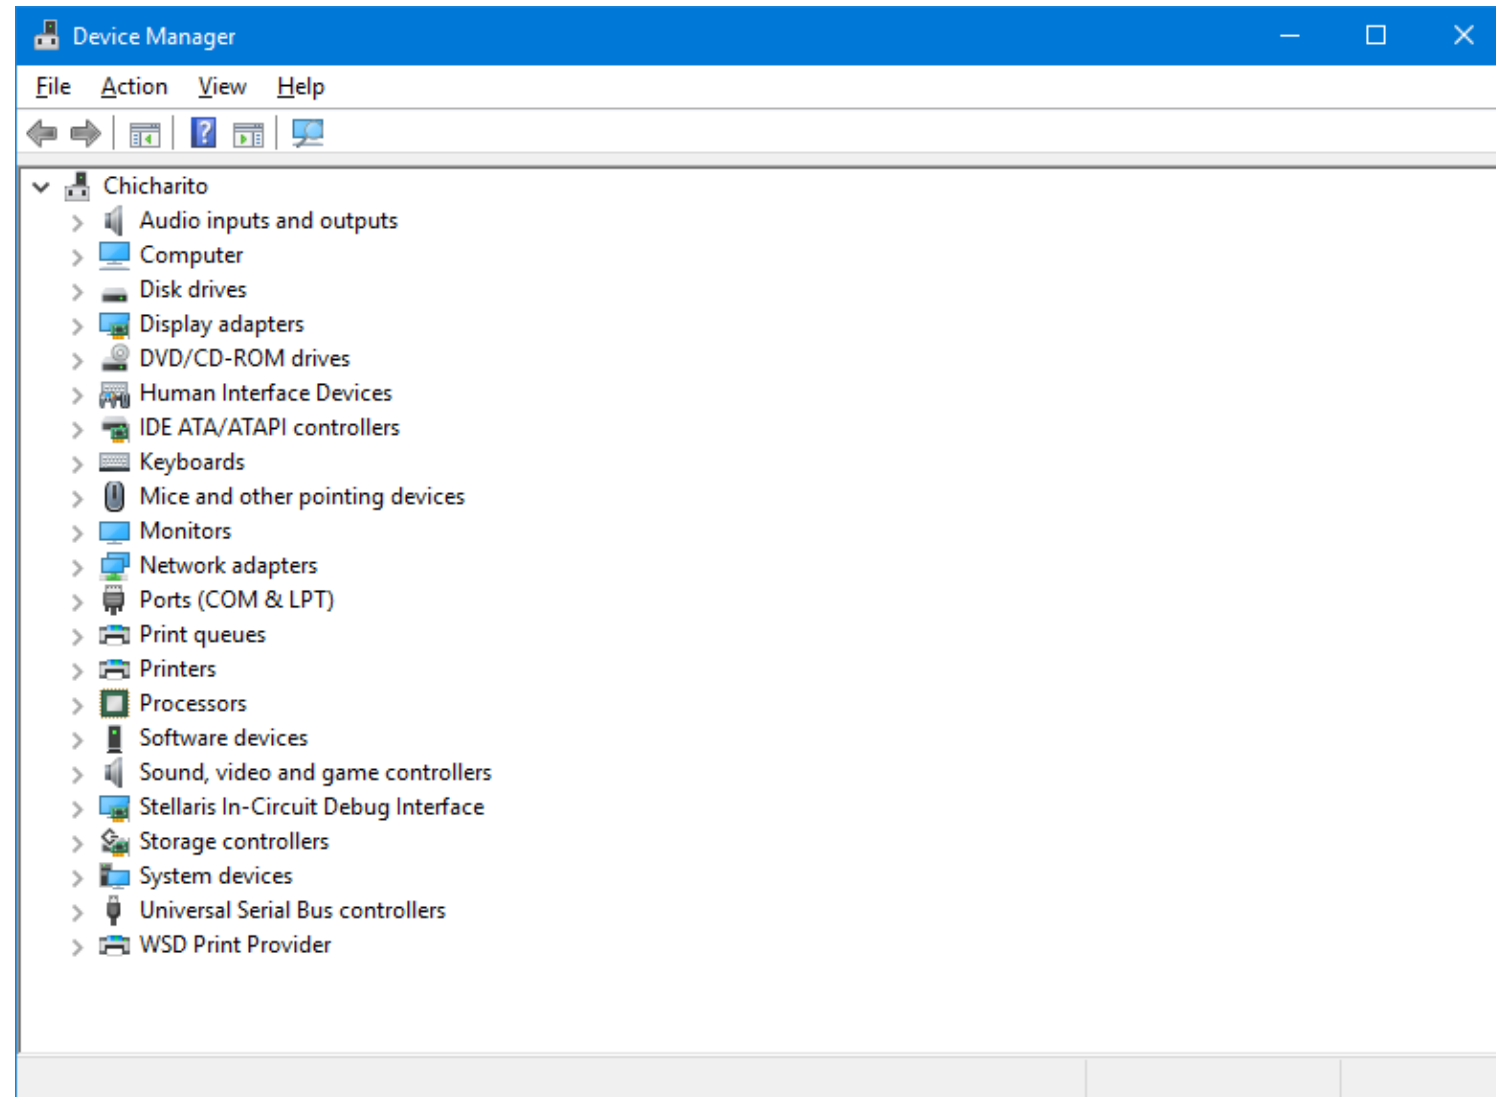 Device Manager
File Action View Help
Chicharito
Audio inputs and outputs
Computer
Disk drives
Display adapters
DVD/CD-ROM drives
Human Interface Devices
IDE ATA/ATAPI controllers
Keyboards
Mice and other pointing devices
Monitors
Network adapters
Ports (COM & LPT)
Print queues
Printers
Processors
Software devices
Sound, video and game controllers
Stellaris In-Circuit Debug Interface
Storage controllers
System devices
Universal Serial Bus controllers
WSD Print Provider